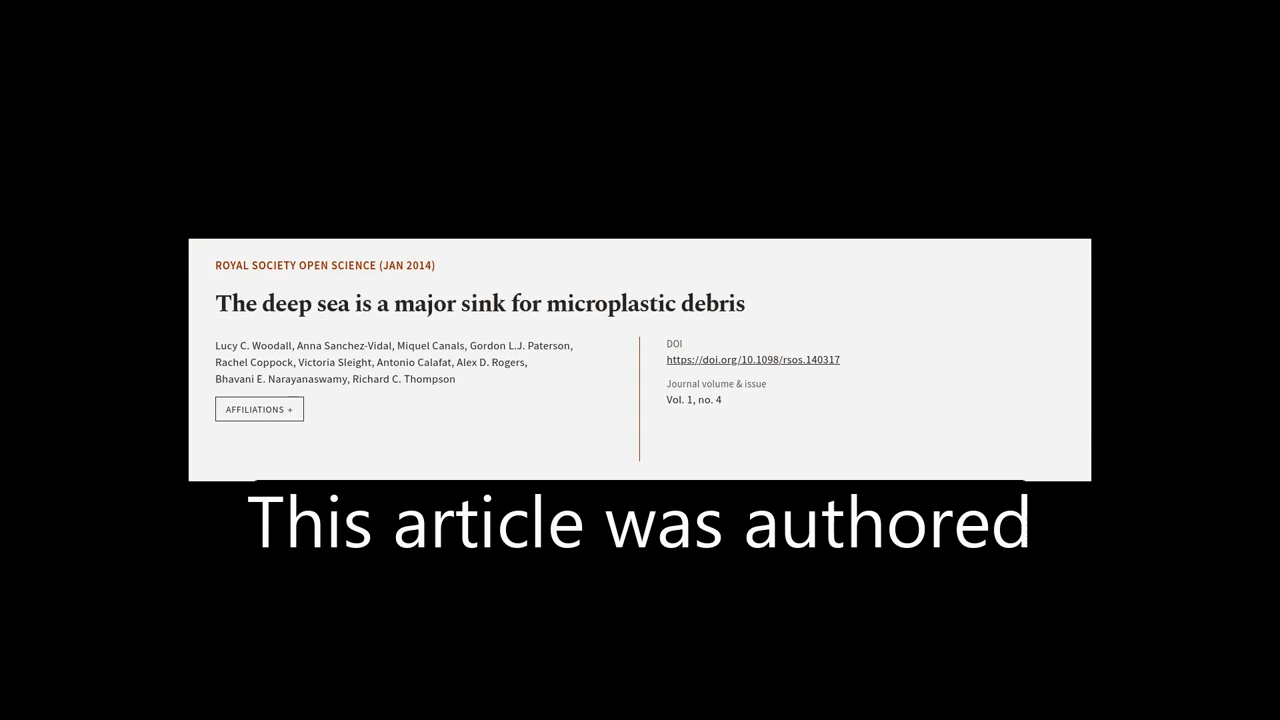 ROYAL SOCIETY OPEN SCIENCE (JAN 2014)
The deep sea is a major sink for microplastic debris
Lucy C. Woodall, Anna Sanchez-Vidal, Miquel Canals, Gordon L.J. Paterson,
Rachel Coppock, Victoria Sleight, Antonio Calafat, Alex D. Rogers,
Bhavani E. Narayanaswamy, Richard C. Thompson
AFFILIATIONS +
DOI
https://doi.org/10.1098/rsos.140317
Journal volume & issue
Vol. 1, no. 4
This article was authored